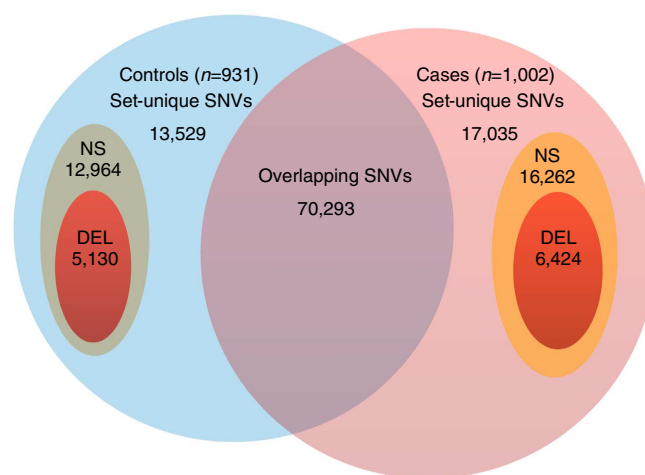 Controls (n=931)
Set-unique SNVs
13,529
NS
12,964
DEL
5,130
Overlapping SNVs
70,293
Cases (n=1,002)
Set-unique SNVs
17,035
NS
16,262
DEL
6,424